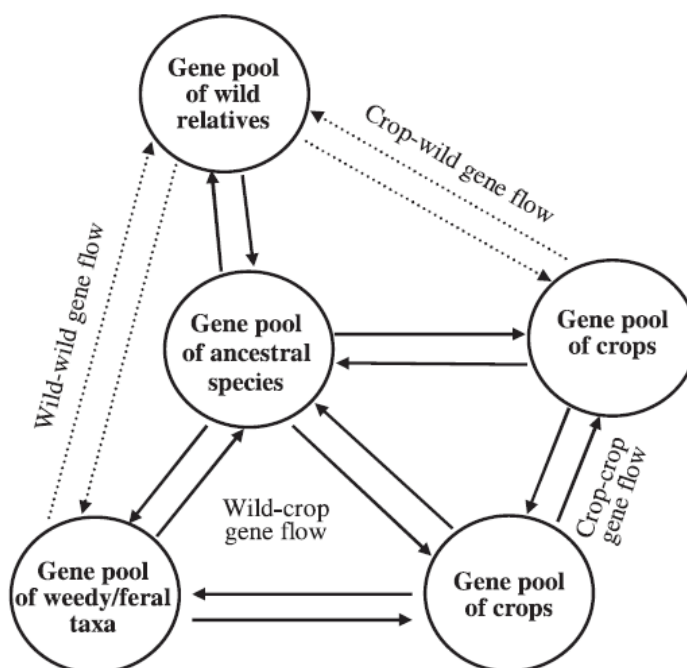 Gene pool
of wild
relatives
Crop-wild gene flow
Wild-wild gene flow
Gene pool
of ancestral
species
Gene pool
of crops
Wild-crop
gene flow
Crop-crop
gene flow
Gene pool
of weedy/feral
taxa
Gene pool
of crops